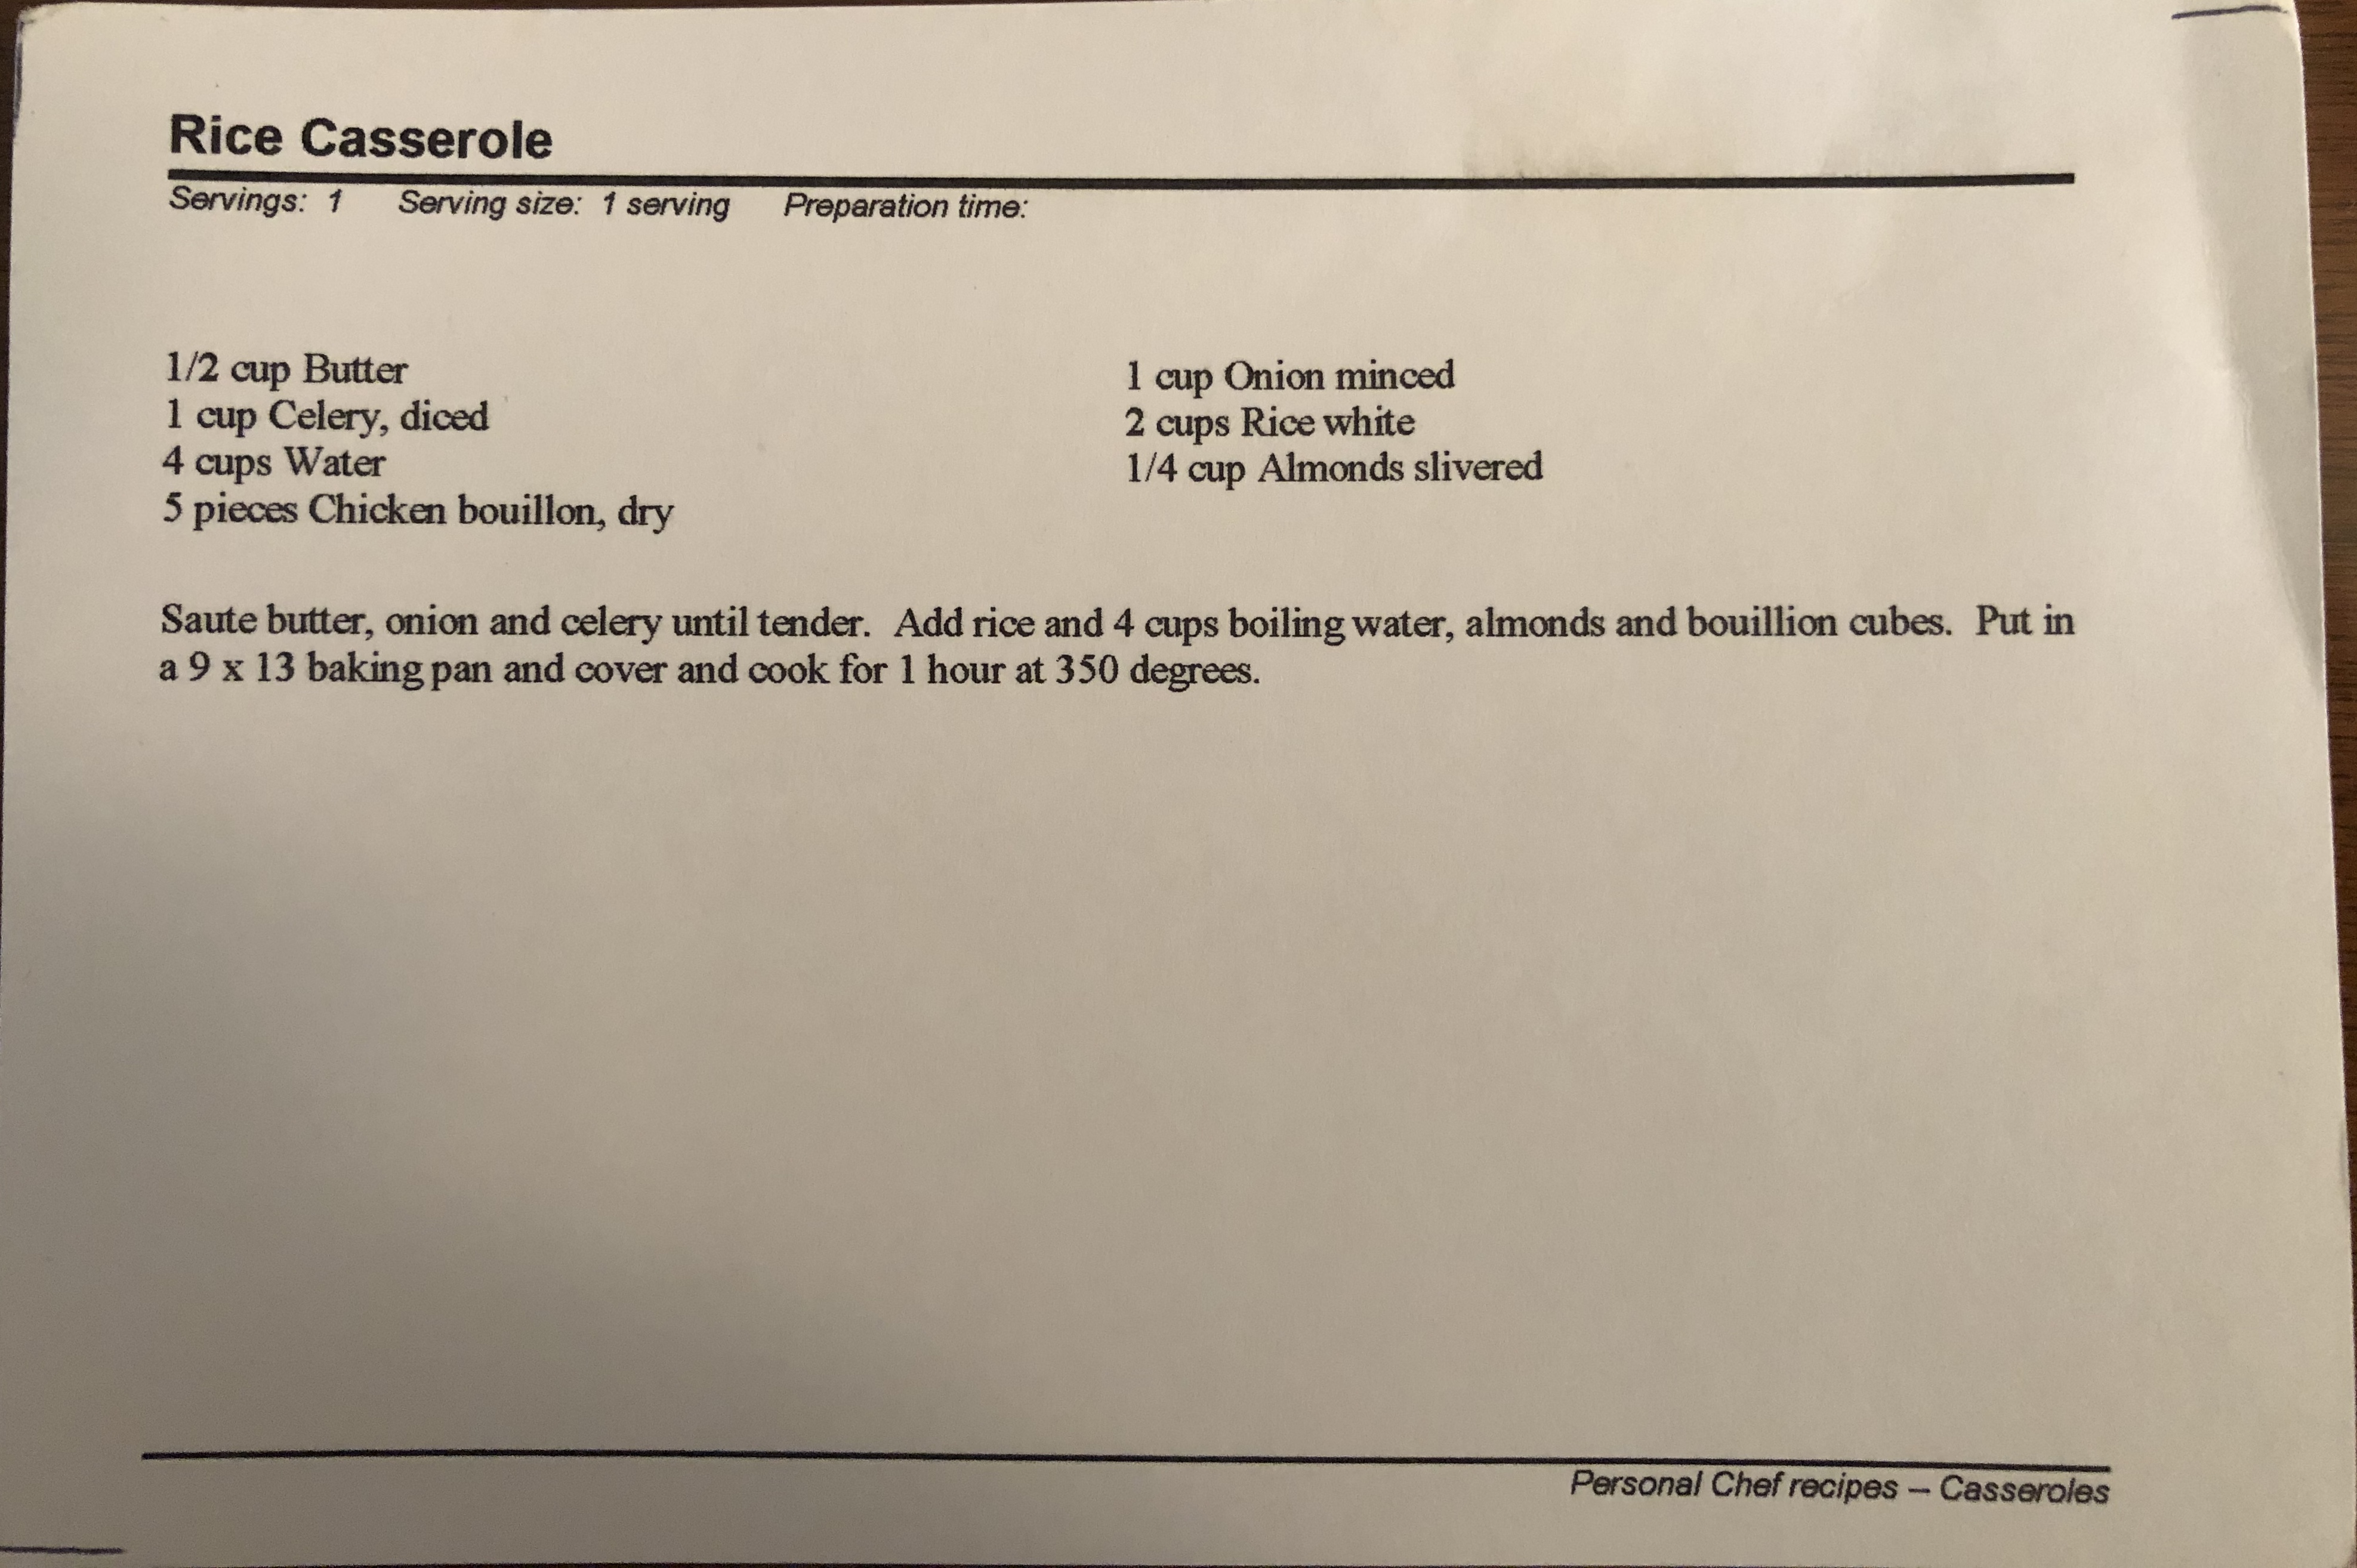 Rice Casserole
Servings: 1 Serving size: 1 serving Preparation time:
1/2 cup Butter
1 cup Celery, diced
4 cups Water
5 pieces Chicken bouillon, dry
1 cup Onion minced
2 cups Rice white
1/4 cup Almonds slivered
Saute butter, onion and celery until tender. Add rice and 4 cups boiling water, almonds and bouillion cubes. Put in
a 9 x 13 baking pan and cover and cook for 1 hour at 350 degrees.
Personal Chef recipes – Casseroles